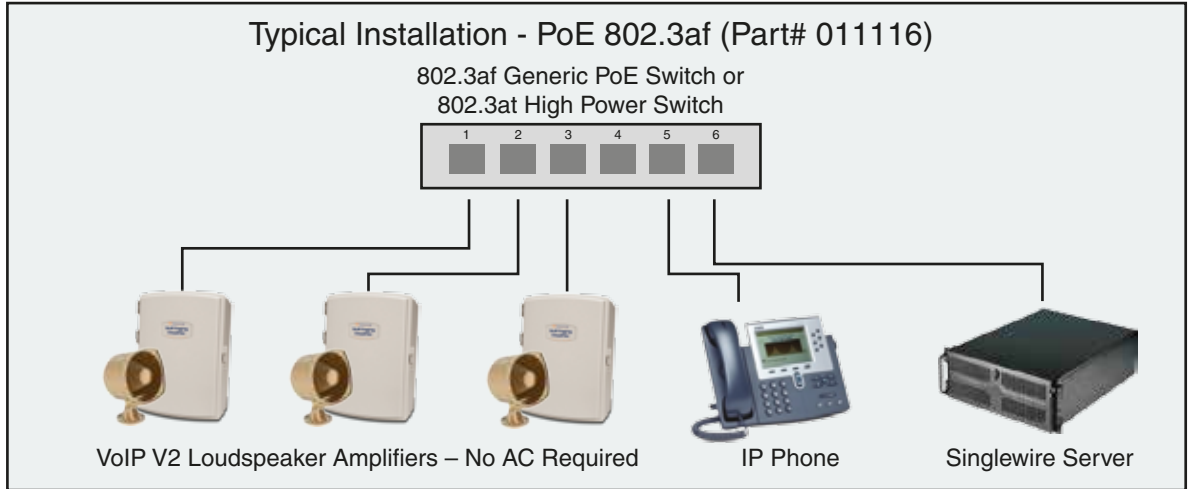 Typical Installation - PoE 802.3af (Part# 011116)
802.3af Generic PoE Switch or
802.3at High Power Switch
1 2 3 4 5 6
VoIP V2 Loudspeaker Amplifiers – No AC Required
IP Phone
Singlewire Server